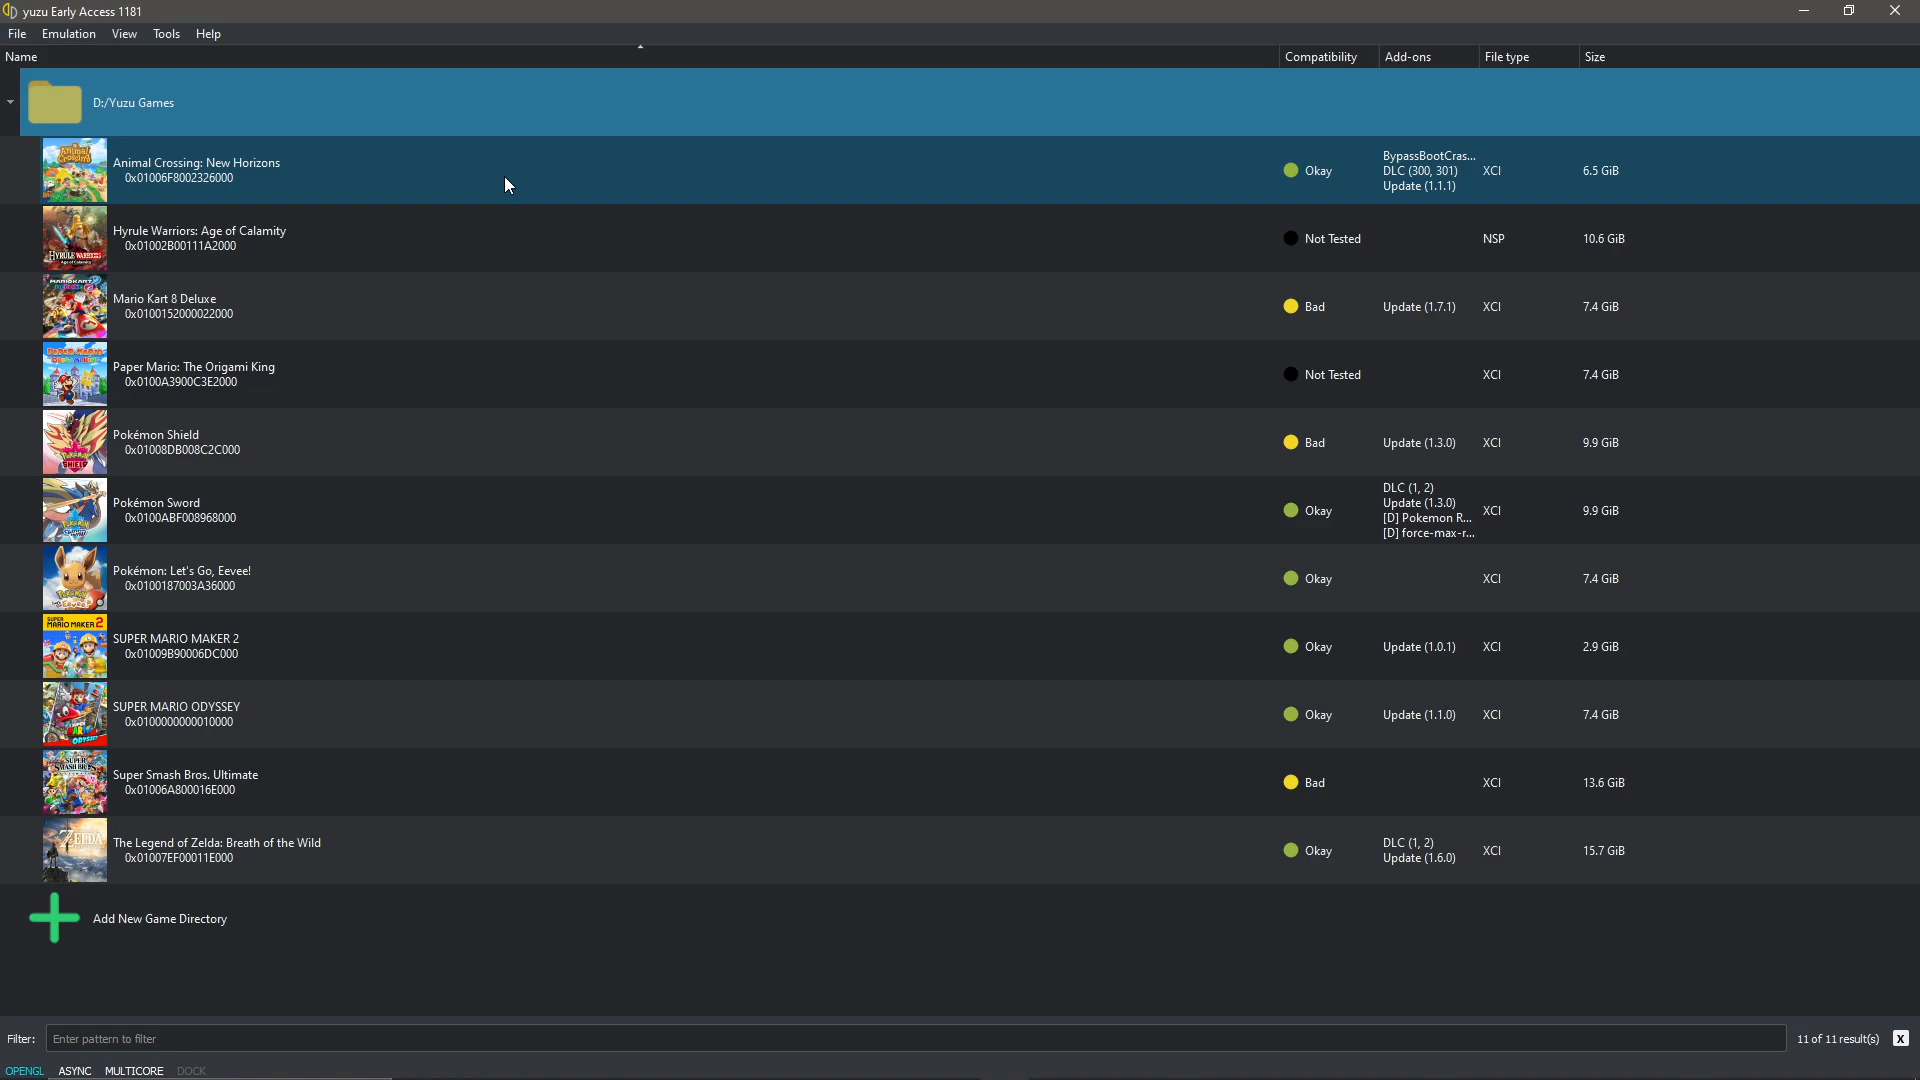 yuzu Early Access 1181
File Emulation View Tools Help
Name Compatibility Add-ons File type Size
D:/Yuzu Games
Animal Crossing: New Horizons
0x01006F8002326000
Okay
BypassBootCras...
DLC (300, 301)
Update (1.1.1)
XCI
6.5 GiB
Hyrule Warriors: Age of Calamity
0x01002B00111A2000
Not Tested
NSP
10.6 GiB
Mario Kart 8 Deluxe
0x0100152000022000
Bad
Update (1.7.1)
XCI
7.4 GiB
Paper Mario: The Origami King
0x0100A3900C3E2000
Not Tested
XCI
7.4 GiB
Pokémon Shield
0x01008DB008C2C000
Bad
Update (1.3.0)
XCI
9.9 GiB
Pokémon Sword
0x0100ABF008968000
Okay
DLC (1, 2)
Update (1.3.0)
[D] Pokemon R...
[D] force-max-r...
XCI
9.9 GiB
Pokémon: Let's Go, Eevee!
0x0100187003A36000
Okay
XCI
7.4 GiB
SUPER MARIO MAKER 2
SUPER MARIO MAKER 2
0x01009B90006DC000
Okay
Update (1.0.1)
XCI
2.9 GiB
SUPER MARIO ODYSSEY
0x0100000000010000
Okay
Update (1.1.0)
XCI
7.4 GiB
Super Smash Bros. Ultimate
0x01006A800016E000
Bad
XCI
13.6 GiB
ZELDA
The Legend of Zelda: Breath of the Wild
0x01007EF00011E000
Okay
DLC (1, 2)
Update (1.6.0)
XCI
15.7 GiB
Add New Game Directory
Filter: Enter pattern to filter 11 of 11 result(s) X
OPENGL ASYNC MULTICORE DOCK